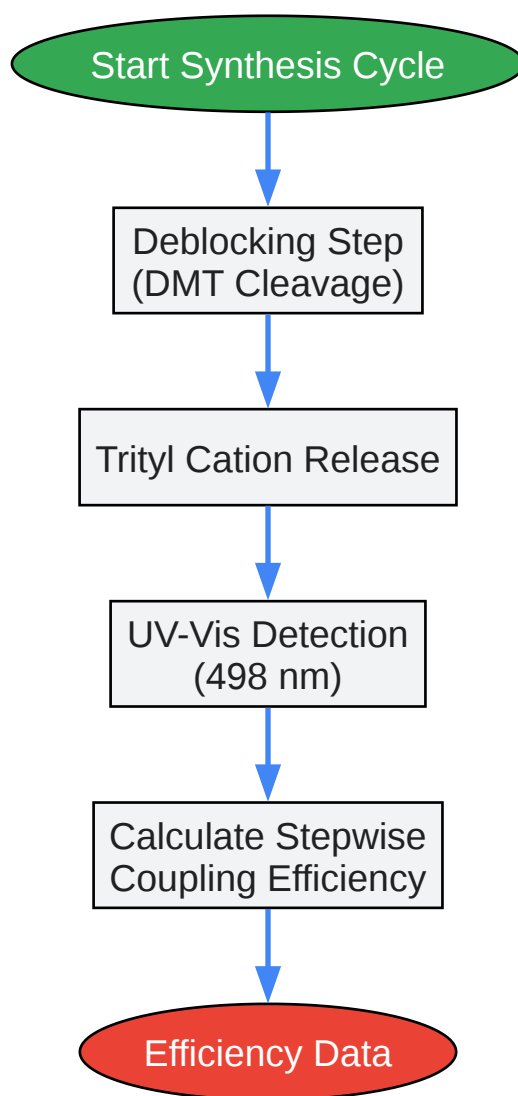 Start Synthesis Cycle
Deblocking Step
(DMT Cleavage)
Trityl Cation Release
UV-Vis Detection
(498 nm)
Calculate Stepwise
Coupling Efficiency
Efficiency Data